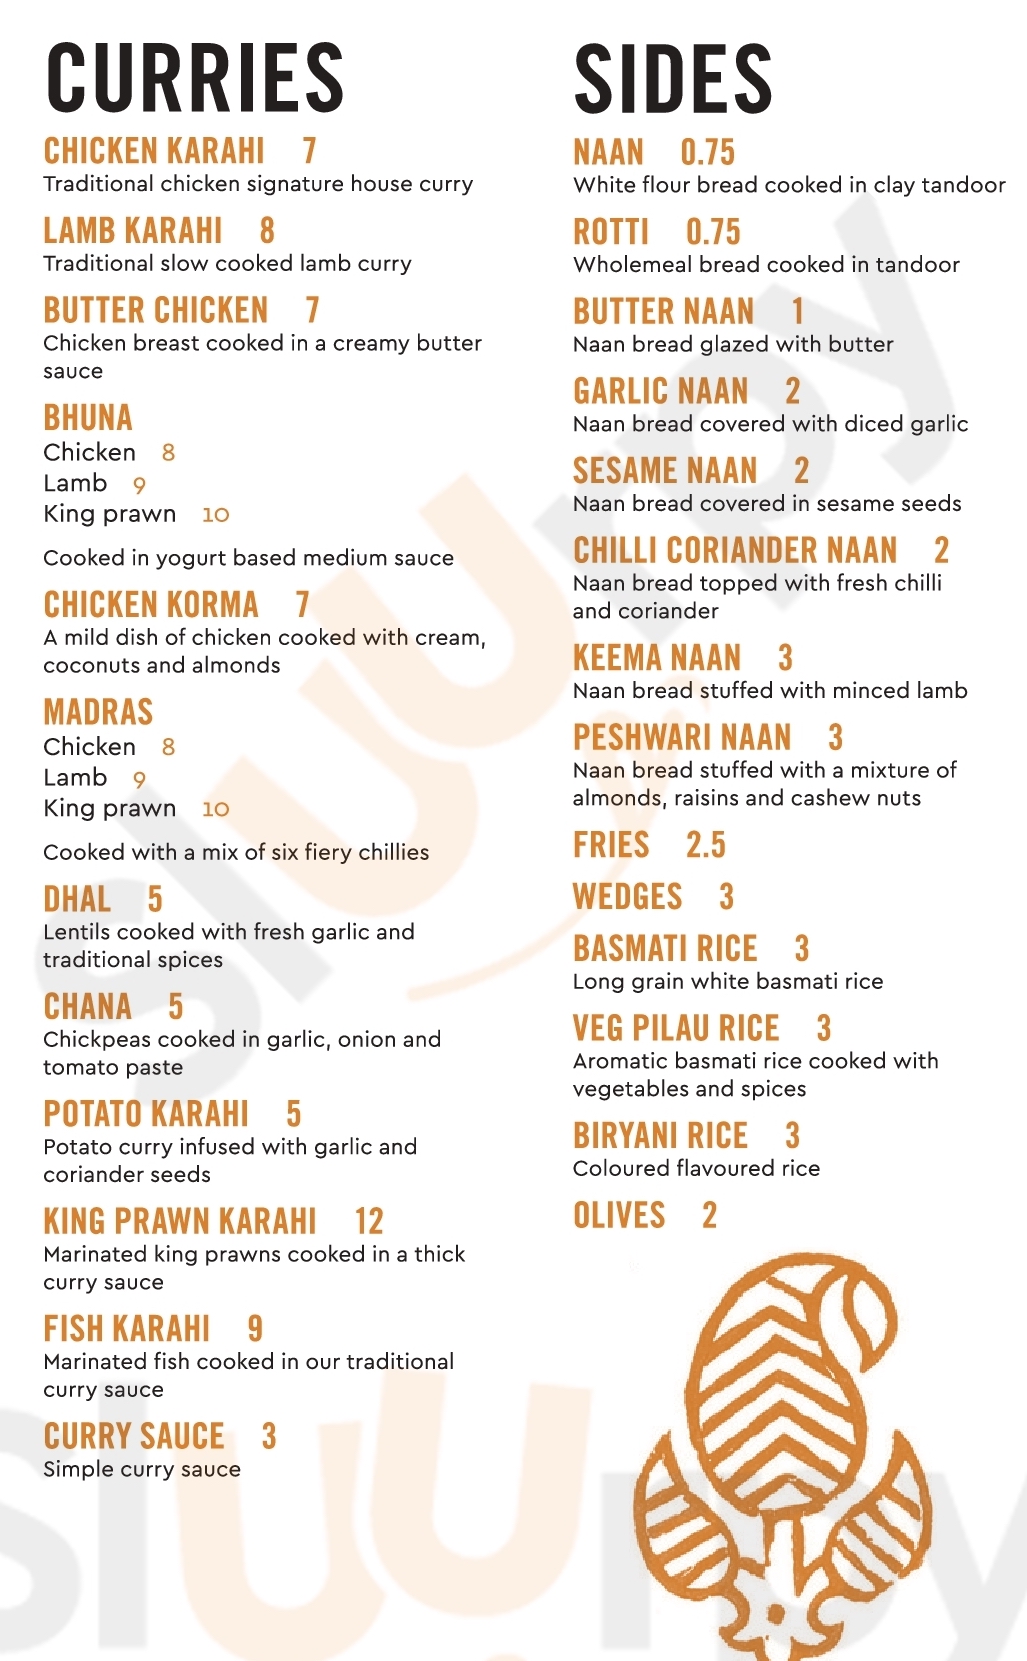 CURRIES
CHICKEN KARAHI 7
Traditional chicken signature house curry
LAMB KARAHI 8
Traditional slow cooked lamb curry
BUTTER CHICKEN 7
Chicken breast cooked in a creamy butter
sauce
BHUNA
Chicken 8
Lamb 9
King prawn 10
Cooked in yogurt based medium sauce
CHICKEN KORMA 7
A mild dish of chicken cooked with cream,
coconuts and almonds
MADRAS
Chicken 8
Lamb 9
King prawn 10
Cooked with a mix of six fiery chillies
DHAL 5
Lentils cooked with fresh garlic and
traditional spices
CHANA 5
Chickpeas cooked in garlic, onion and
tomato paste
POTATO KARAHI 5
Potato curry infused with garlic and
coriander seeds
KING PRAWN KARAHI 12
Marinated king prawns cooked in a thick
curry sauce
FISH KARAHI 9
Marinated fish cooked in our traditional
curry sauce
CURRY SAUCE 3
Simple curry sauce
SIDES
NAAN 0.75
White flour bread cooked in clay tandoor
ROTTI 0.75
Wholemeal bread cooked in tandoor
BUTTER NAAN 1
Naan bread glazed with butter
GARLIC NAAN 2
Naan bread covered with diced garlic
SESAME NAAN 2
Naan bread covered in sesame seeds
CHILLI CORIANDER NAAN 2
Naan bread topped with fresh chilli
and coriander
KEEMA NAAN 3
Naan bread stuffed with minced lamb
PESHWARI NAAN 3
Naan bread stuffed with a mixture of
almonds, raisins and cashew nuts
FRIES 2.5
WEDGES 3
BASMATI RICE 3
Long grain white basmati rice
VEG PILAU RICE 3
Aromatic basmati rice cooked with
vegetables and spices
BIRYANI RICE 3
Coloured flavoured rice
OLIVES 2
sluurpy
sluurpy